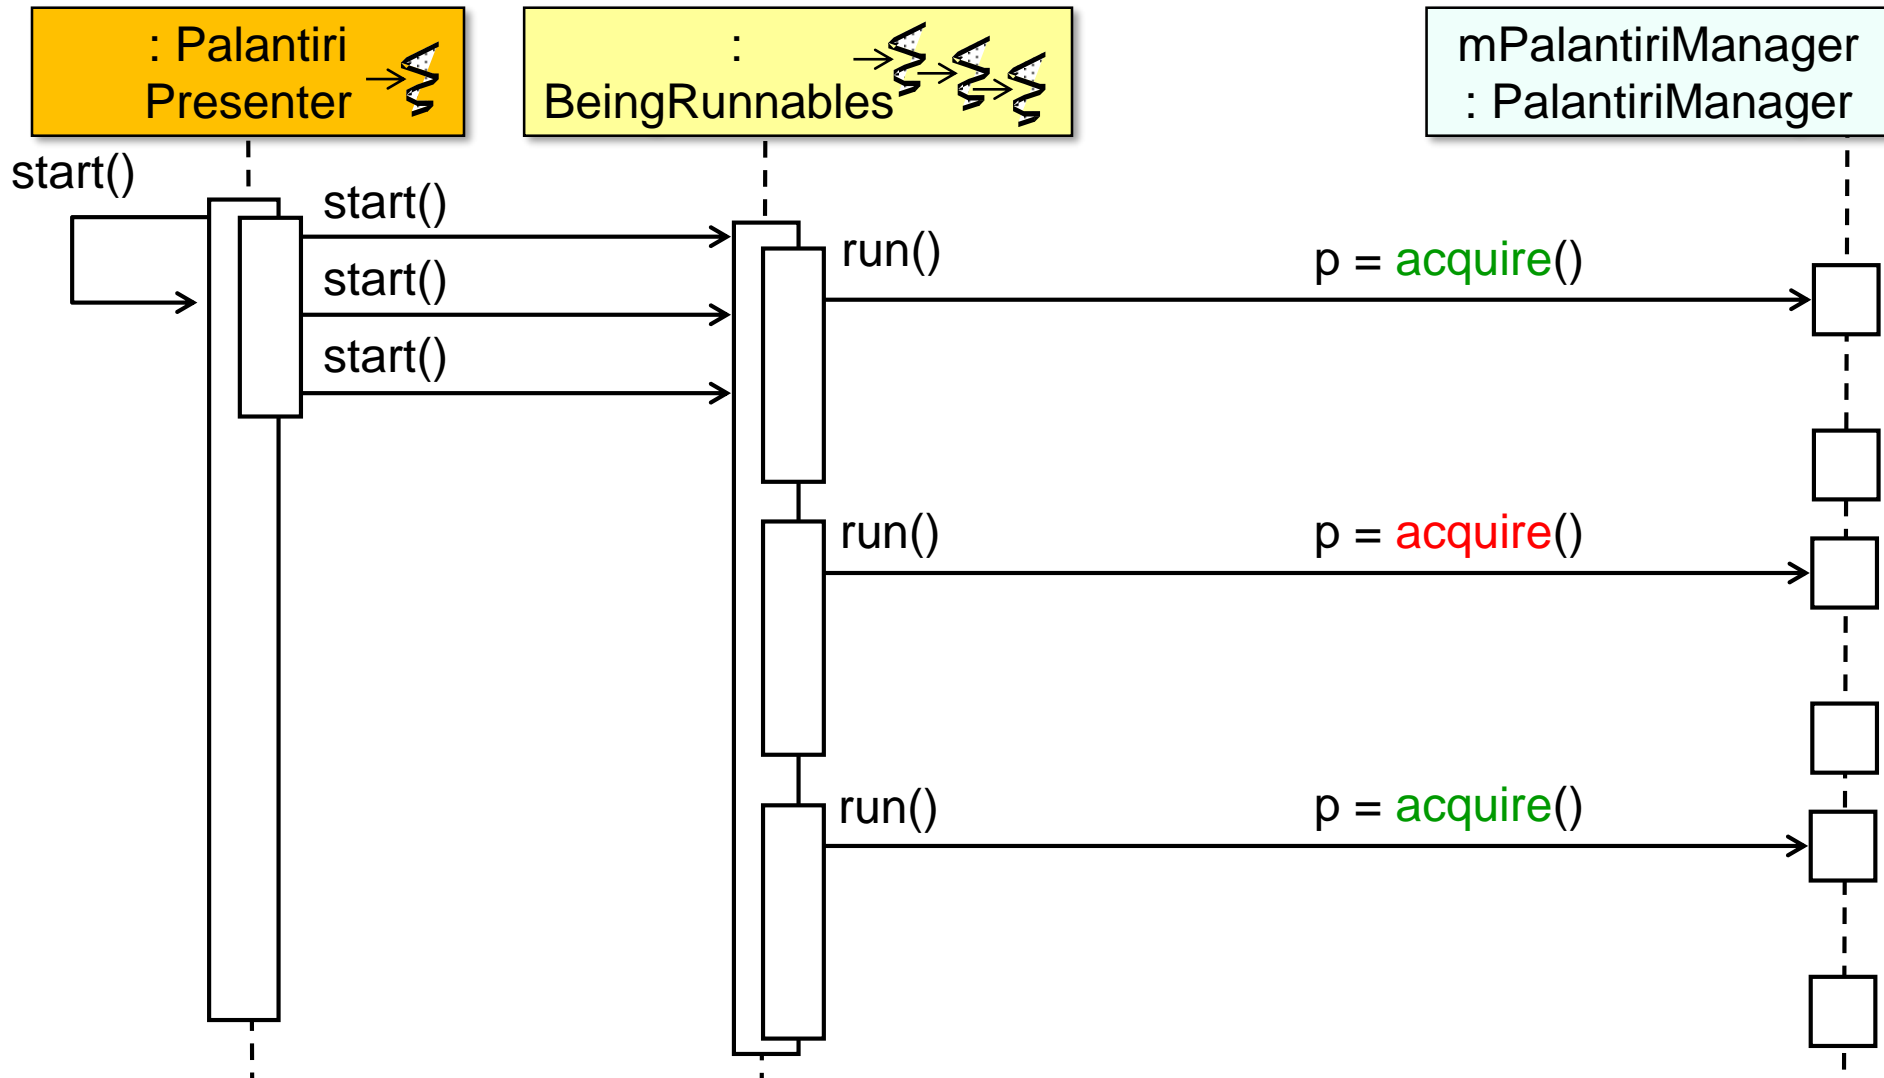 : Palantiri
Presenter
:
BeingRunnables
mPalantiriManager
: PalantiriManager
start()
start()
start()
start()
run()
p = acquire()
run()
p = acquire()
run()
p = acquire()